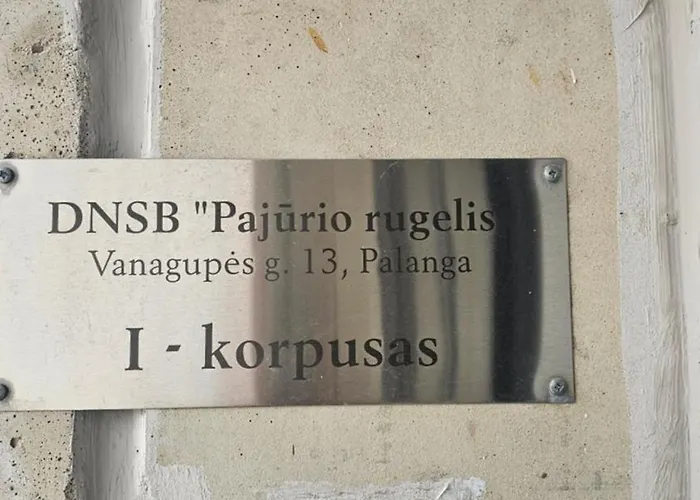 DNSB "Pajūrio rugelis
Vanagupės g. 13, Palanga
I - korpusas